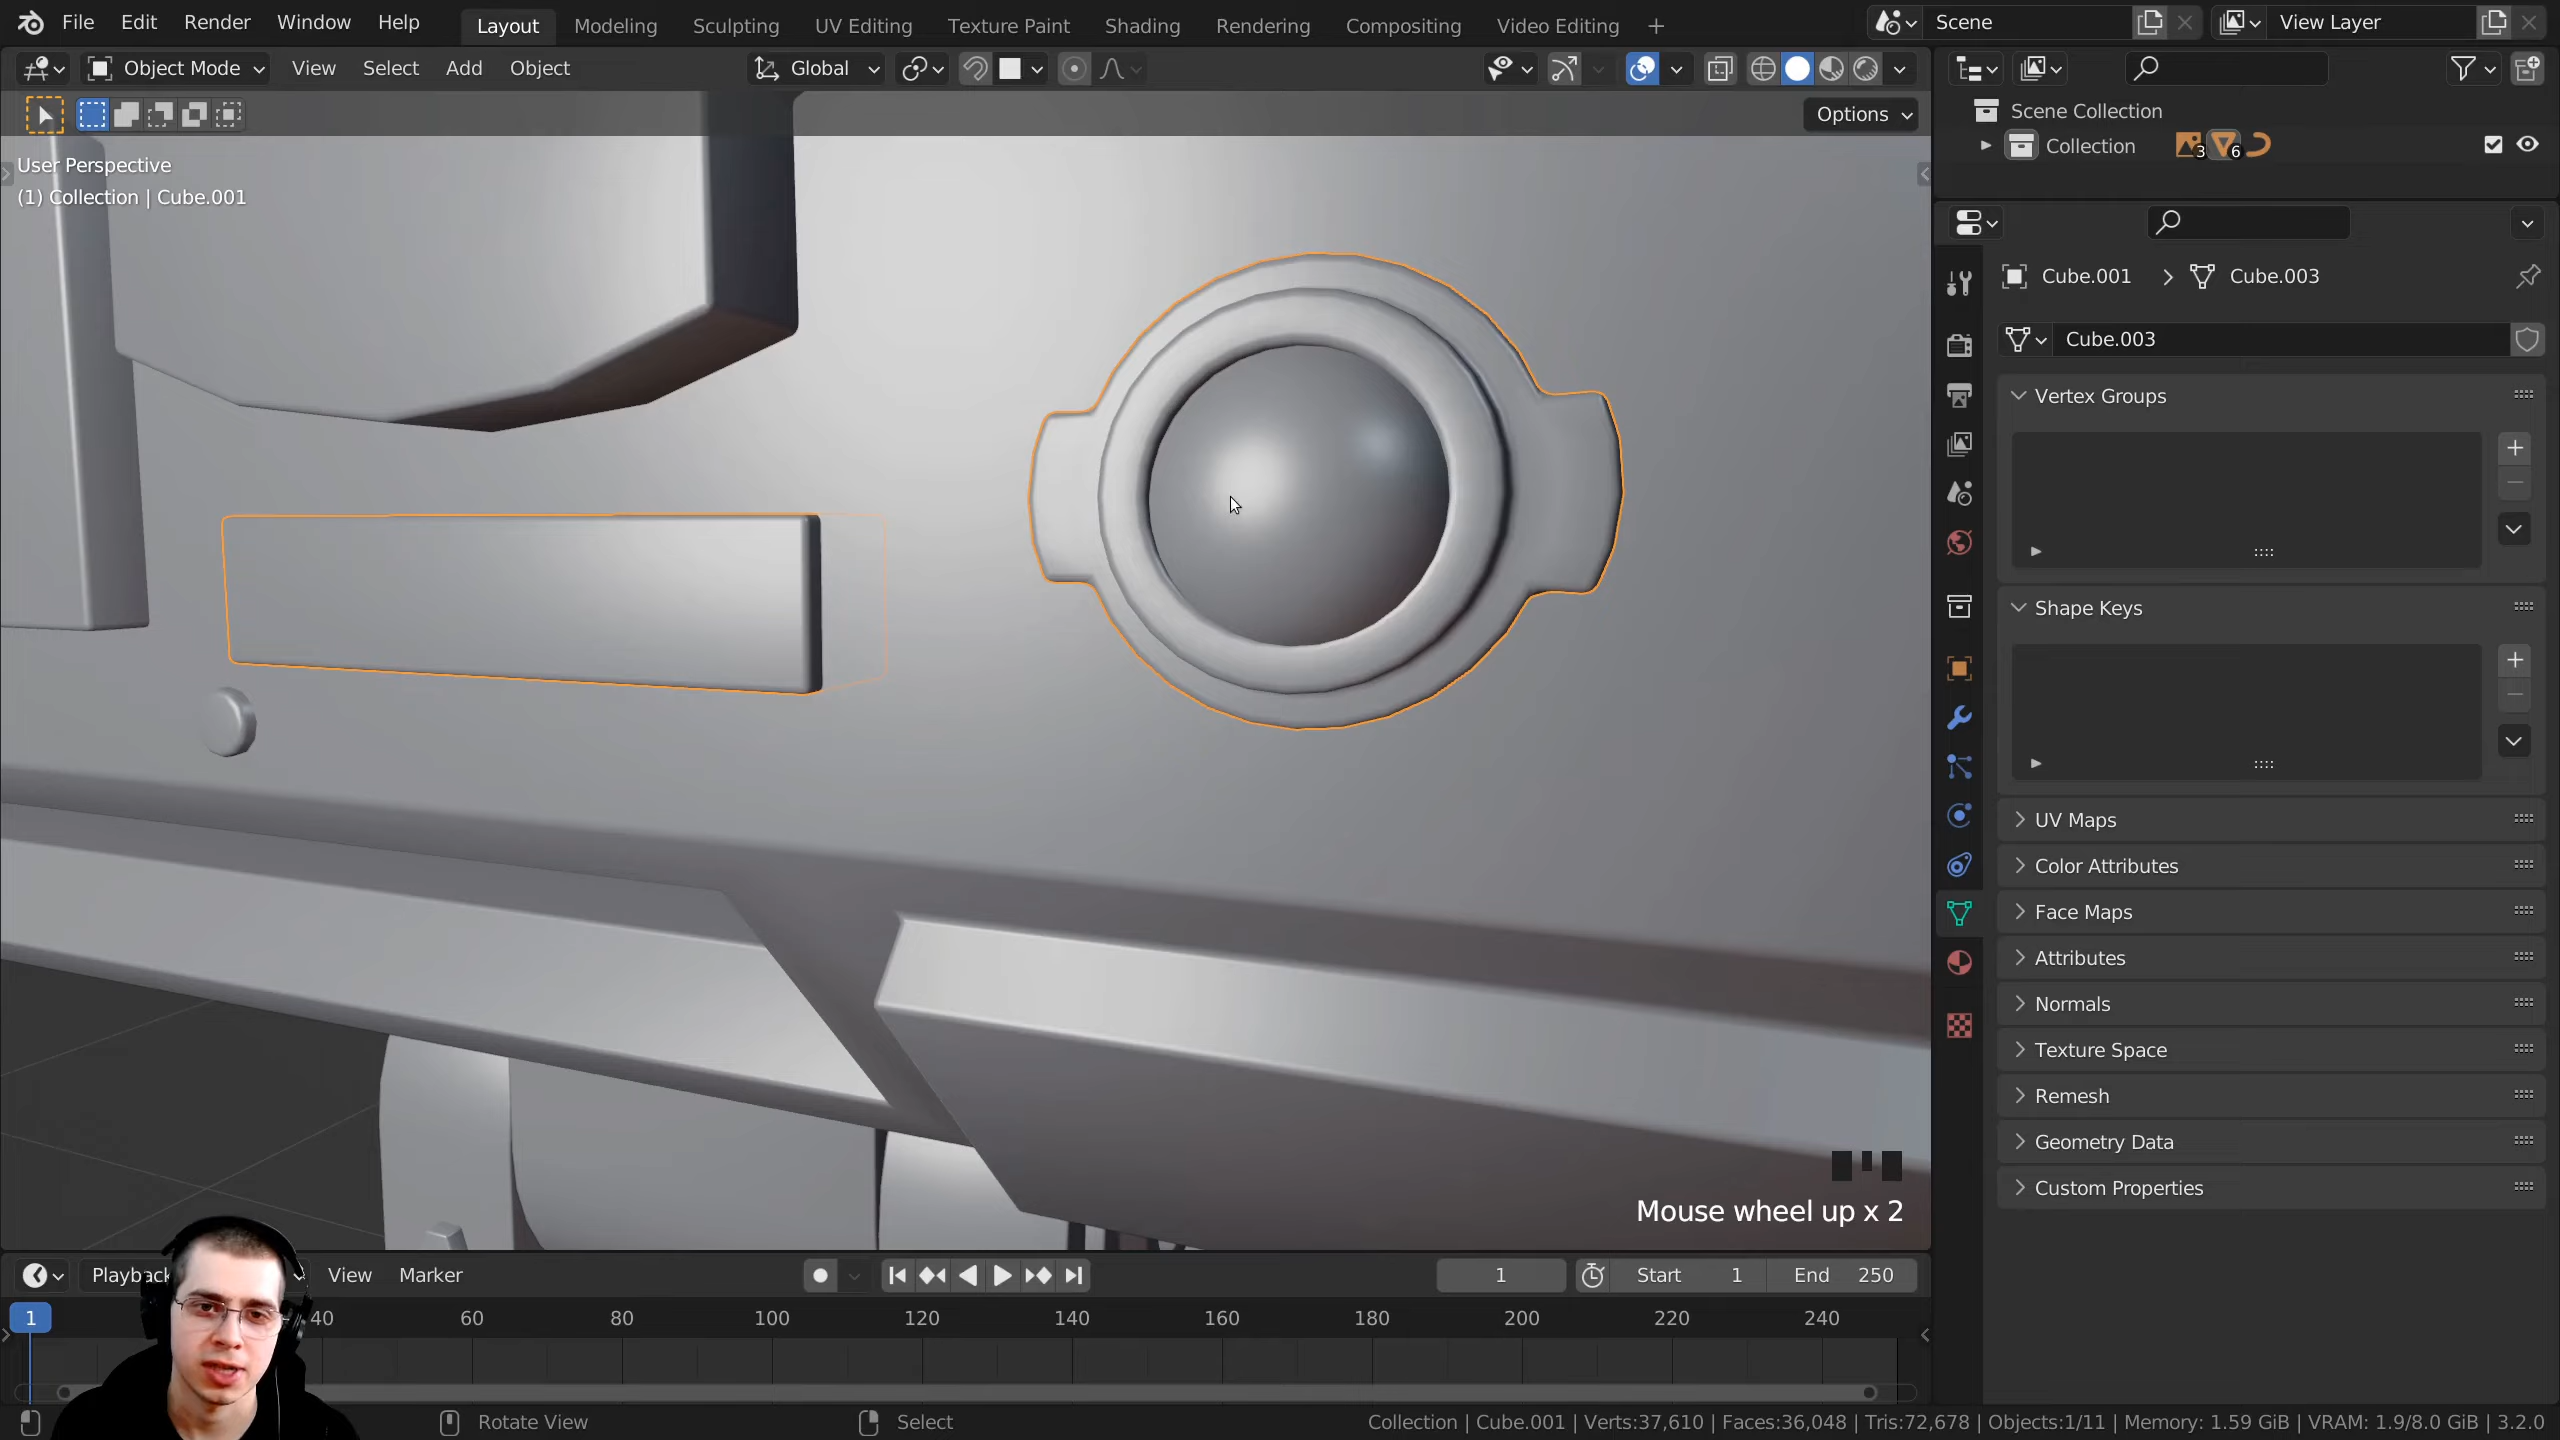 File Edit Render Window Help Layout Modeling Sculpting UV Editing Texture Paint Shading Rendering Compositing Video Editing + Scene View Layer
Object Mode View Select Add Object Global
Options
User Perspective
(1) Collection | Cube.001
Scene Collection
Collection 3 6
Cube.001 Cube.003
Cube.003
Vertex Groups
Shape Keys
UV Maps
Color Attributes
Face Maps
Attributes
Normals
Texture Space
Remesh
Geometry Data
Custom Properties
Mouse wheel up x 2
View Marker 1 Start 1 End 250
1 40 60 80 100 120 140 160 180 200 220 240
Rotate View Select Collection | Cube.001 | Verts:37,610 | Faces:36,048 | Tris:72,678 | Objects:1/11 | Memory: 1.59 GiB | VRAM: 1.9/8.0 GiB | 3.2.0